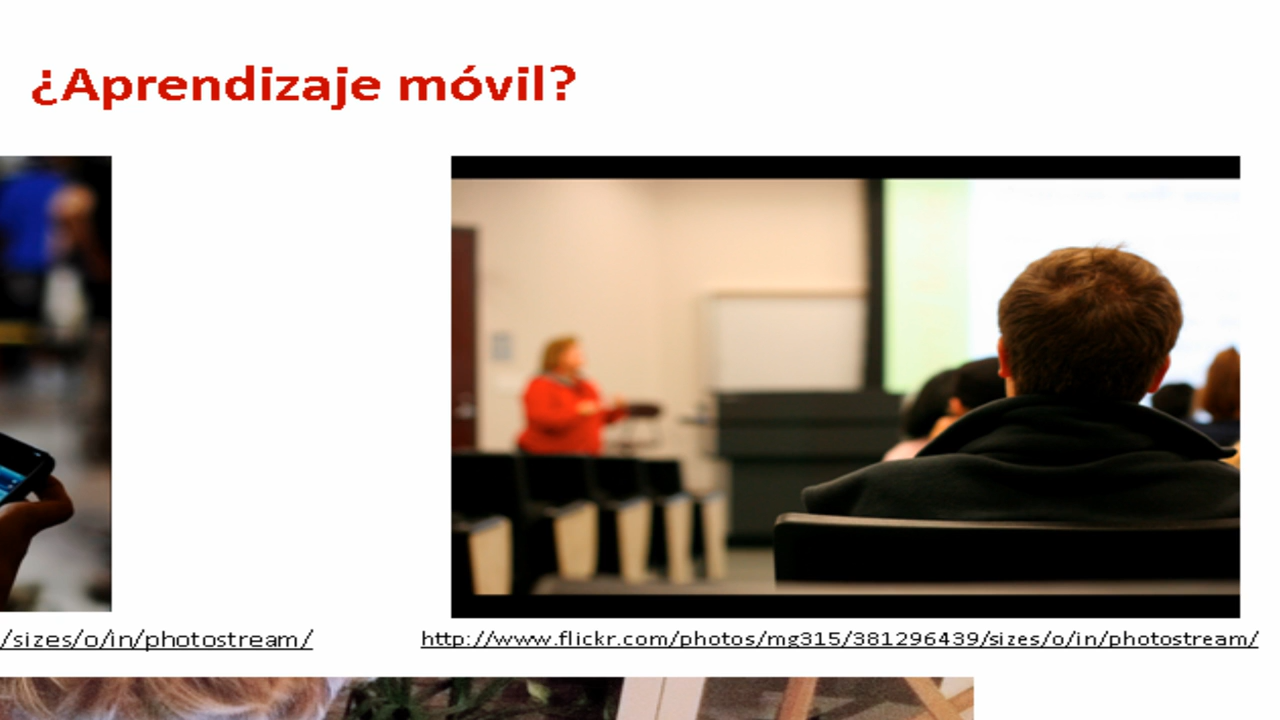 ¿Aprendizaje móvil?
/sizes/o/in/photostream/
http://www.flickr.com/photos/mg315/381296439/sizes/o/in/photostream/